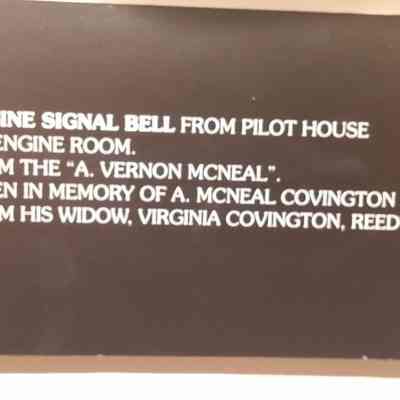 INE SIGNAL BELL FROM PILOT HOUSE
ENGINE ROOM.
M THE “A. VERNON MCNEAL”.
EN IN MEMORY OF A. MCNEAL COVINGTON
M HIS WIDOW, VIRGINIA COVINGTON, REED